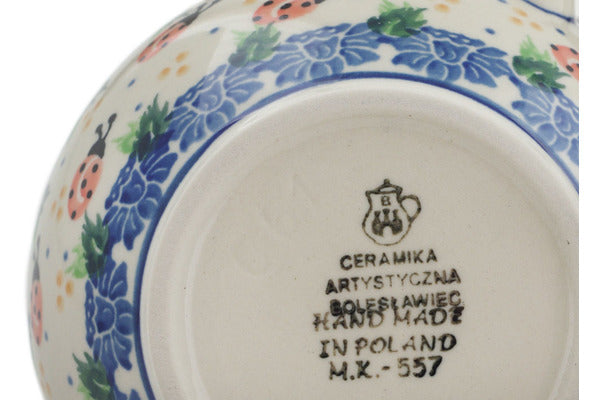 B
CERAMIKA
ARTYSTYCZNA
BOLESŁAWIEC
HAND MADE
IN POLAND
M.K.-557